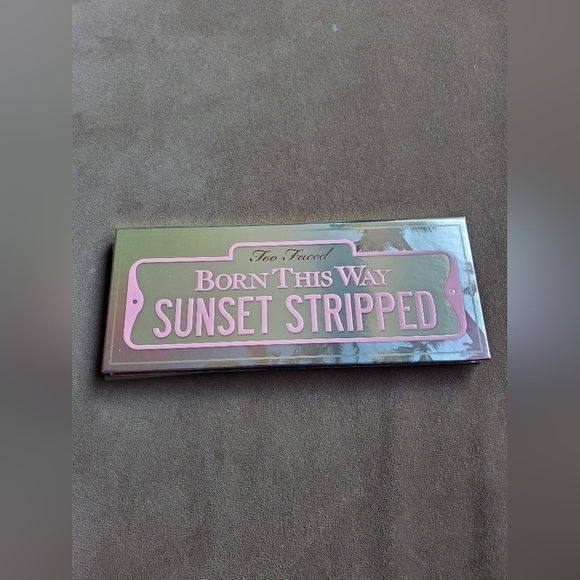 Too Faced
BORN THIS WAY
SUNSET STRIPPED